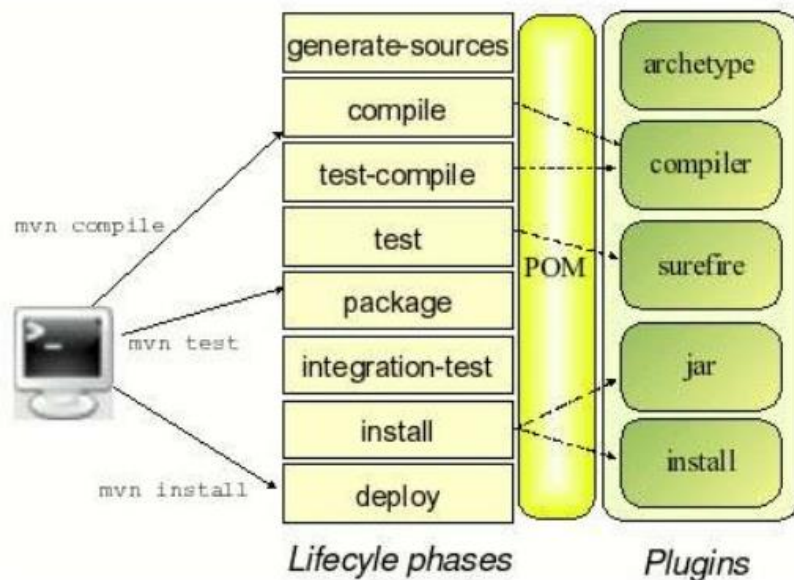 generate-sources
compile
test-compile
test
package
integration-test
install
deploy
Lifecyle phases
mvn compile
mvn test
mvn install
POM
archetype
compiler
surefire
jar
install
Plugins